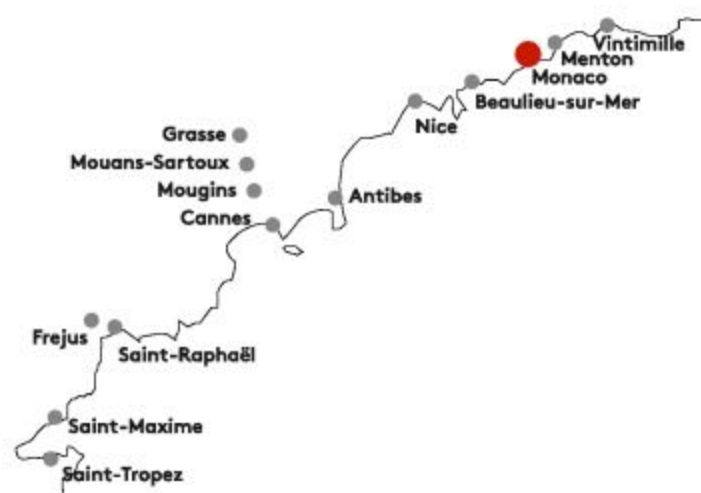 Vintimille
Menton
Monaco
Beaulieu-sur-Mer
Nice
Grasse
Mouans-Sartoux
Mougins
Antibes
Cannes
Frejus
Saint-Raphaël
Saint-Maxime
Saint-Tropez